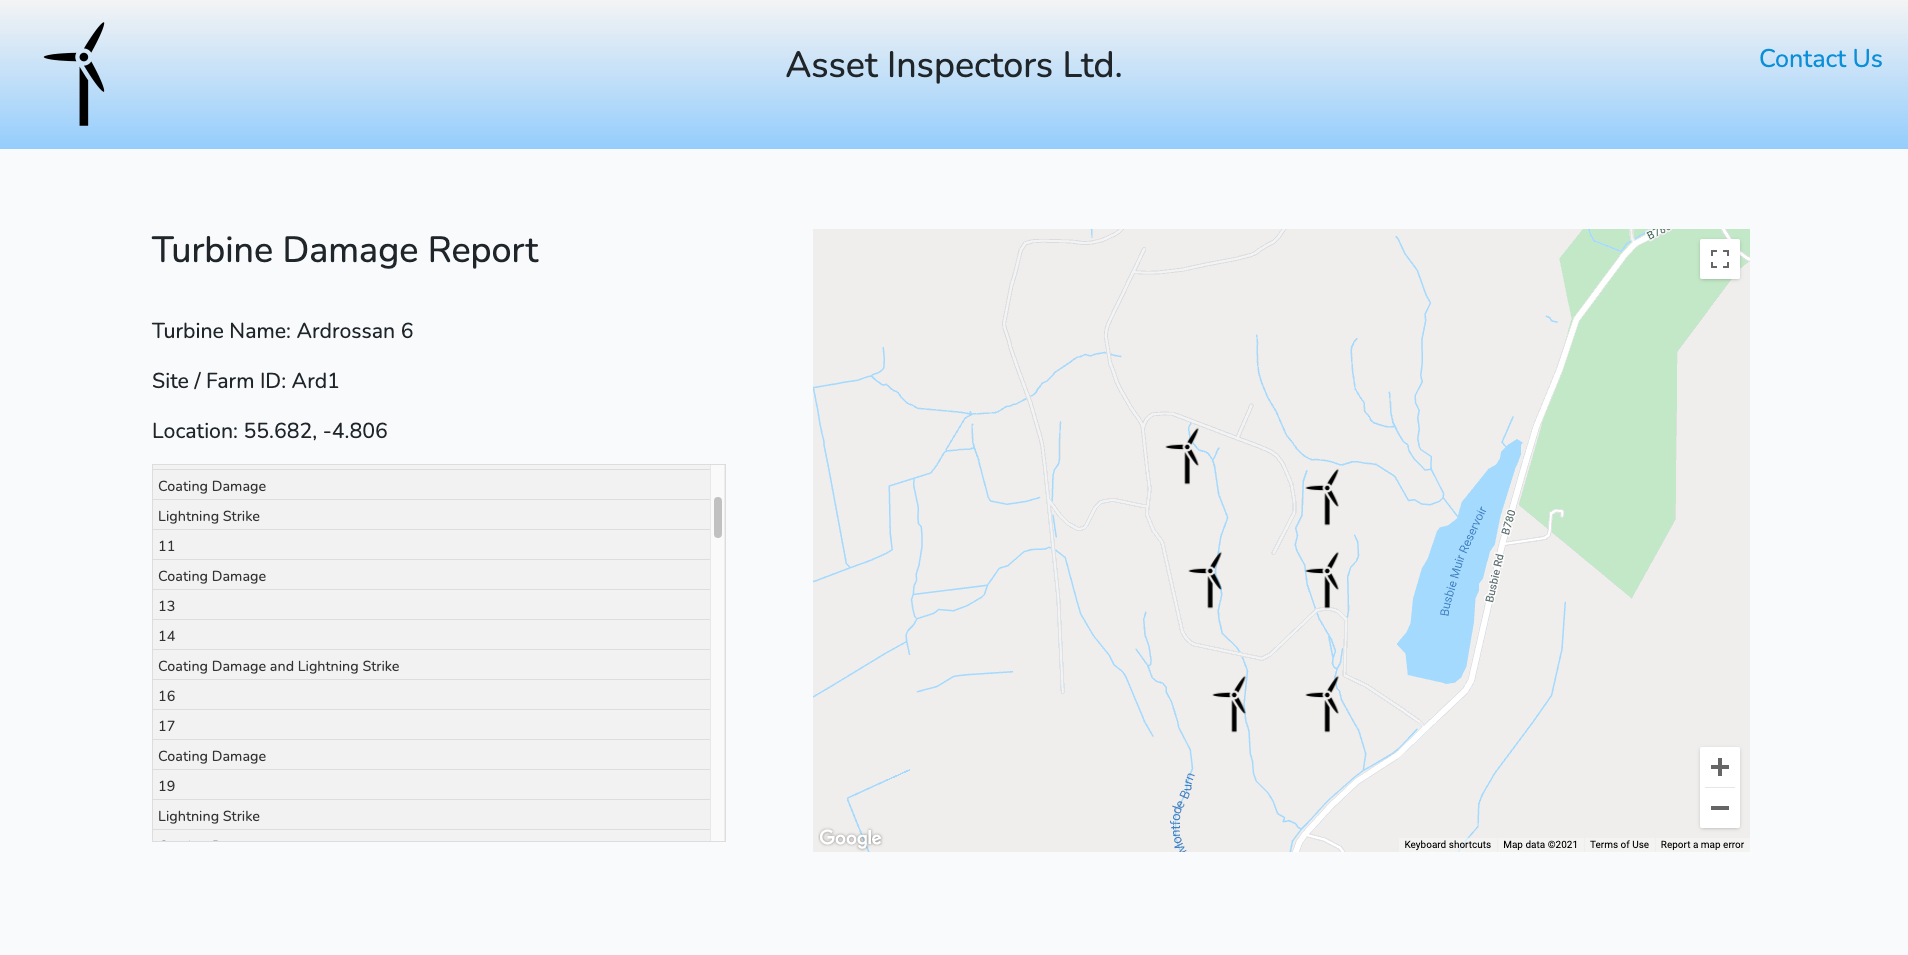 Asset Inspectors Ltd.
Contact Us
Turbine Damage Report
Turbine Name: Ardrossan 6
Site / Farm ID: Ard1
Location: 55.682, -4.806
Coating Damage
Lightning Strike
11
Coating Damage
13
14
Coating Damage and Lightning Strike
16
17
Coating Damage
19
Lightning Strike
B780
Busbie Rd
Busbie Muir Reservoir
Montfode Burn
Google
Keyboard shortcuts
Map data ©2021
Terms of Use
Report a map error